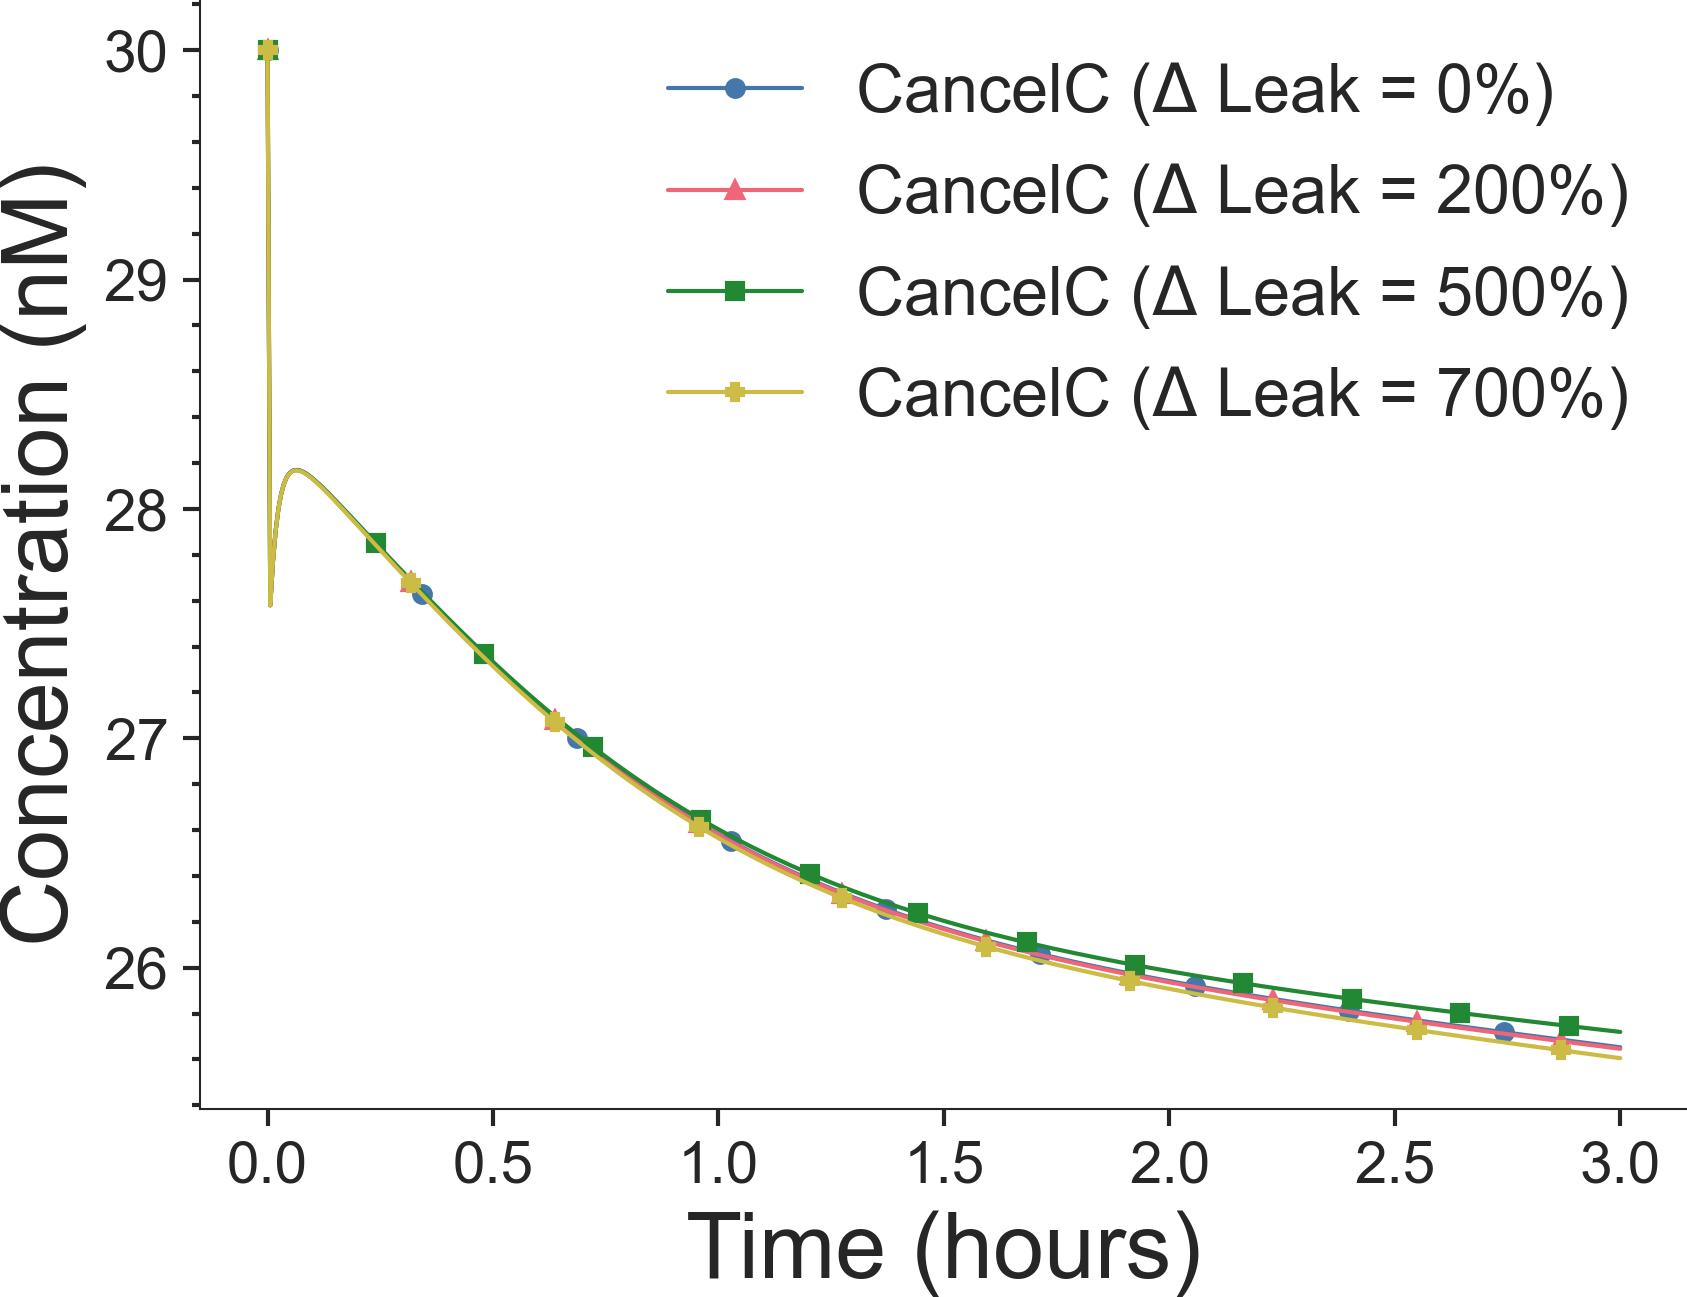 Concentration (nM)
30
29
28
27
26
CancelC (Δ Leak = 0%)
CancelC (Δ Leak = 200%)
CancelC (Δ Leak = 500%)
CancelC (Δ Leak = 700%)
0.0 0.5 1.0 1.5 2.0 2.5 3.0
Time (hours)